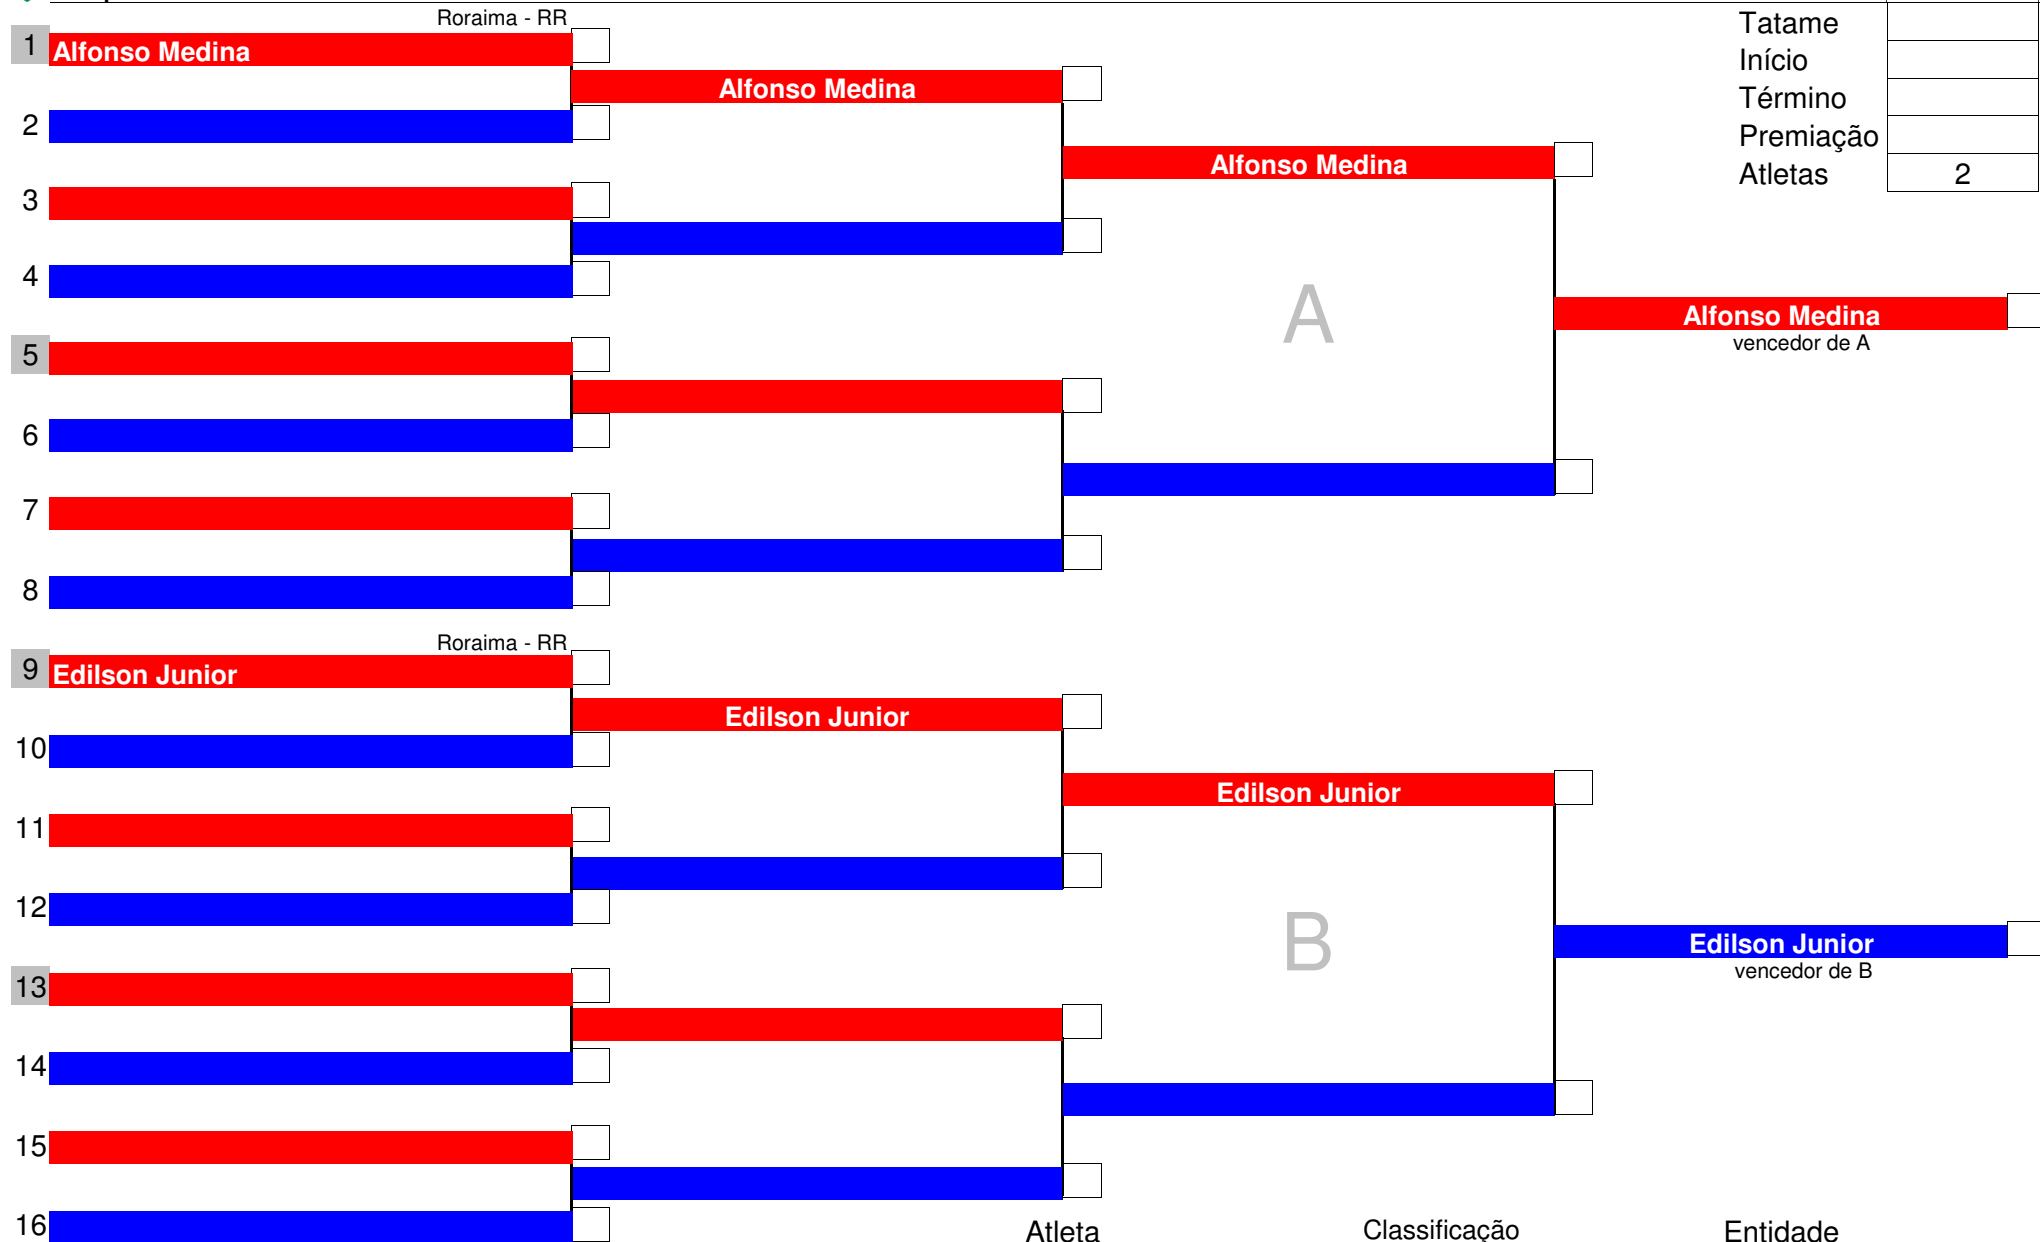 Roraima - RR
Tatame
1 Alfonso Medina
Alfonso Medina
Início
Término
2
Premiação
Alfonso Medina
Atletas 2
3
4
A
Alfonso Medina
vencedor de A
5
6
7
8
Roraima - RR
9 Edilson Junior
Edilson Junior
10
Edilson Junior
11
12
B
Edilson Junior
vencedor de B
13
14
15
16
Atleta Classificação Entidade